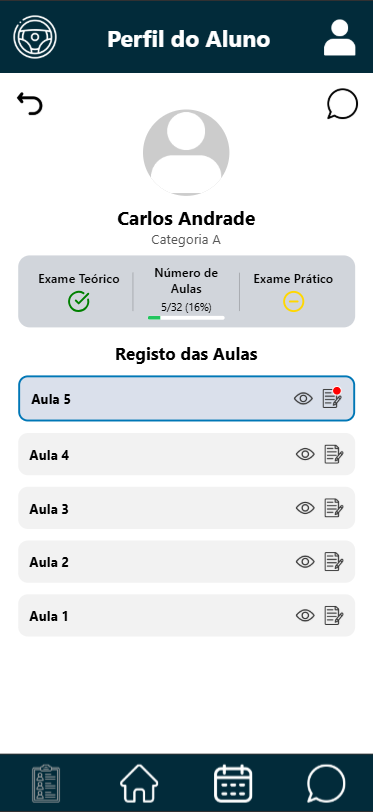 Perfil do Aluno
Carlos Andrade
Categoria A
Exame Teórico
Número de
Aulas
5/32 (16%)
Exame Prático
Registo das Aulas
Aula 5
Aula 4
Aula 3
Aula 2
Aula 1